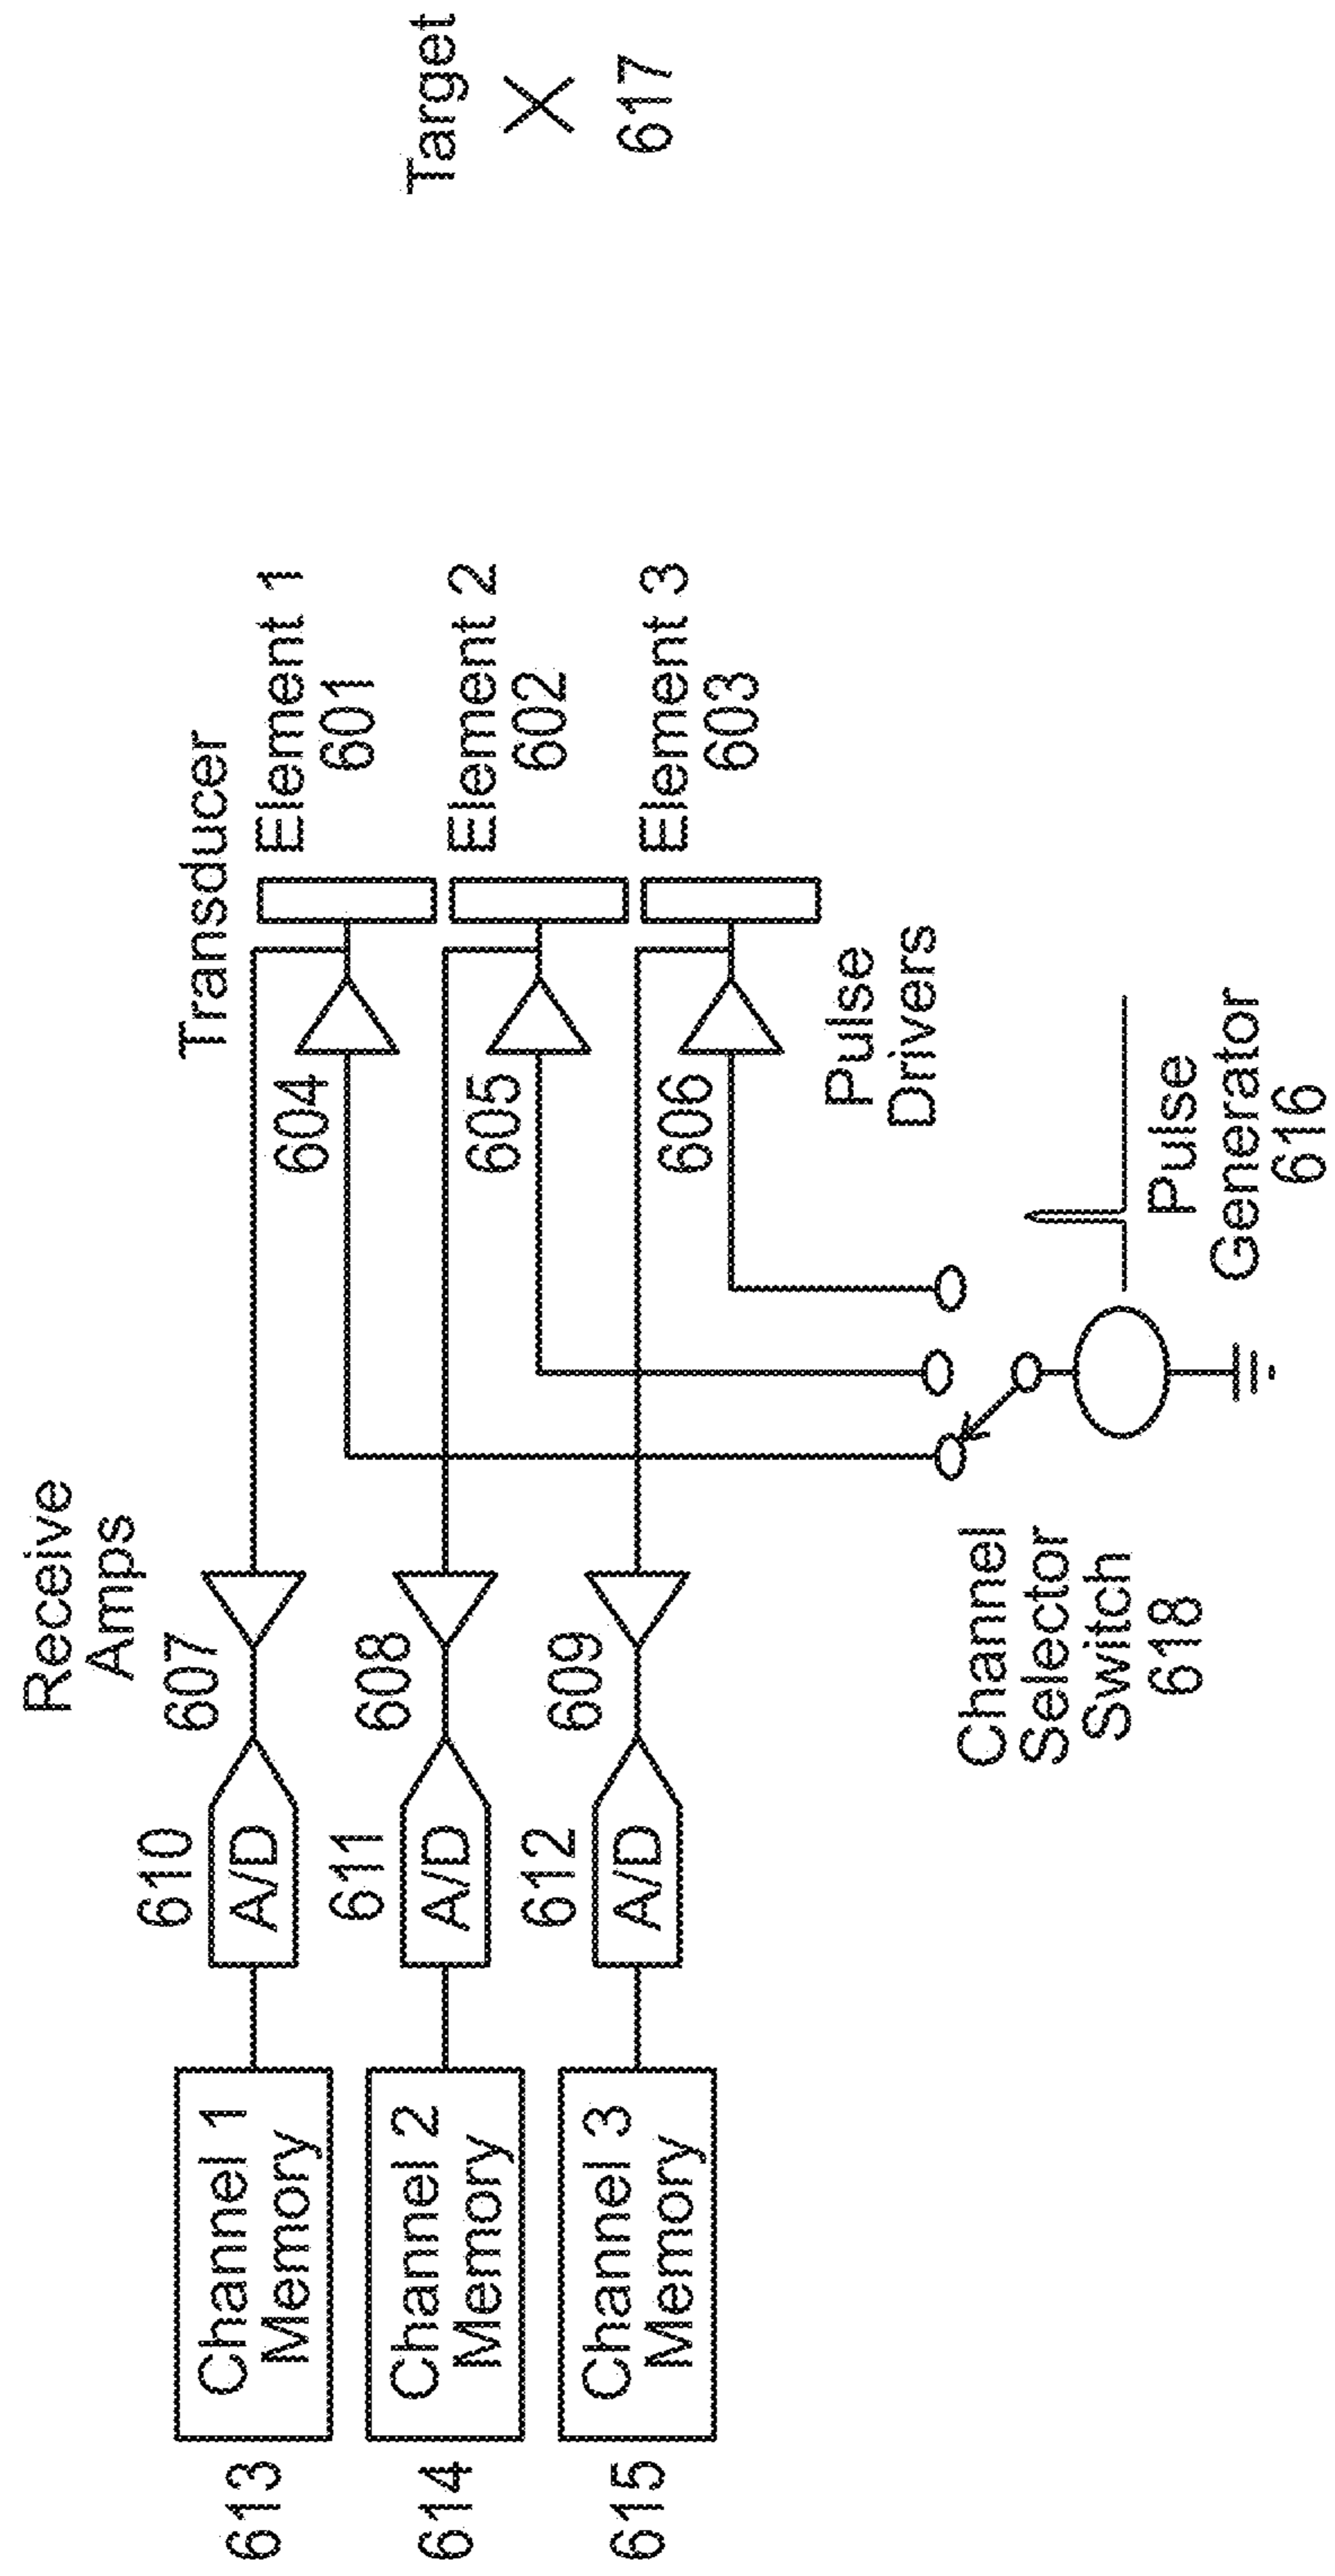 Receive
Amps
Transducer
613
Channel 1
Memory
610
A/D
607
604
Element 1
601
614
Channel 2
Memory
611
A/D
608
605
Element 2
602
615
Channel 3
Memory
612
A/D
609
606
Element 3
603
Target
X
617
Pulse
Drivers
Channel
Selector
Switch
618
Pulse
Generator
616